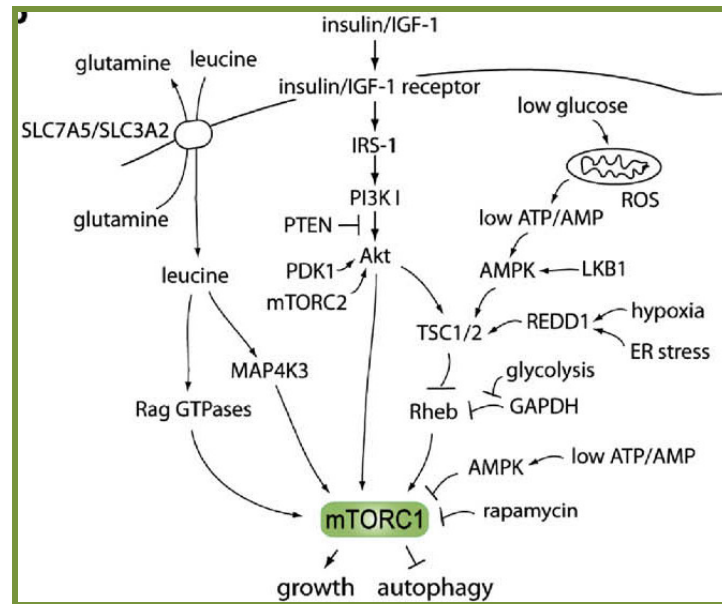 insulin/IGF-1
glutamine
leucine
insulin/IGF-1 receptor
low glucose
SLC7A5/SLC3A2
IRS-1
ROS
PI3K I
glutamine
PTEN
low ATP/AMP
Akt
PDK1
AMPK
LKB1
leucine
mTORC2
hypoxia
TSC1/2
REDD1
ER stress
MAP4K3
glycolysis
Rag GTPases
Rheb
GAPDH
AMPK
low ATP/AMP
mTORC1
rapamycin
growth
autophagy